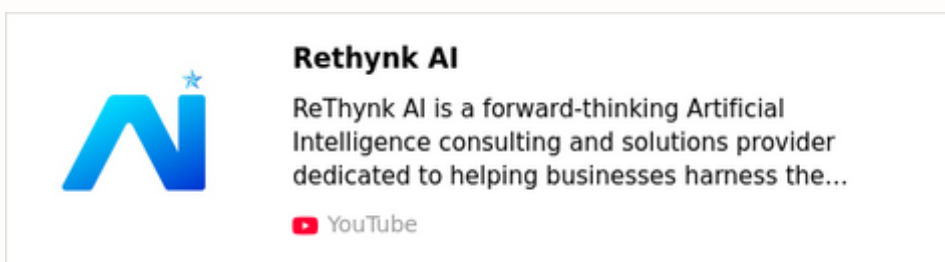 AI
Rethynk AI
ReThynk AI is a forward-thinking Artificial
Intelligence consulting and solutions provider
dedicated to helping businesses harness the...
YouTube